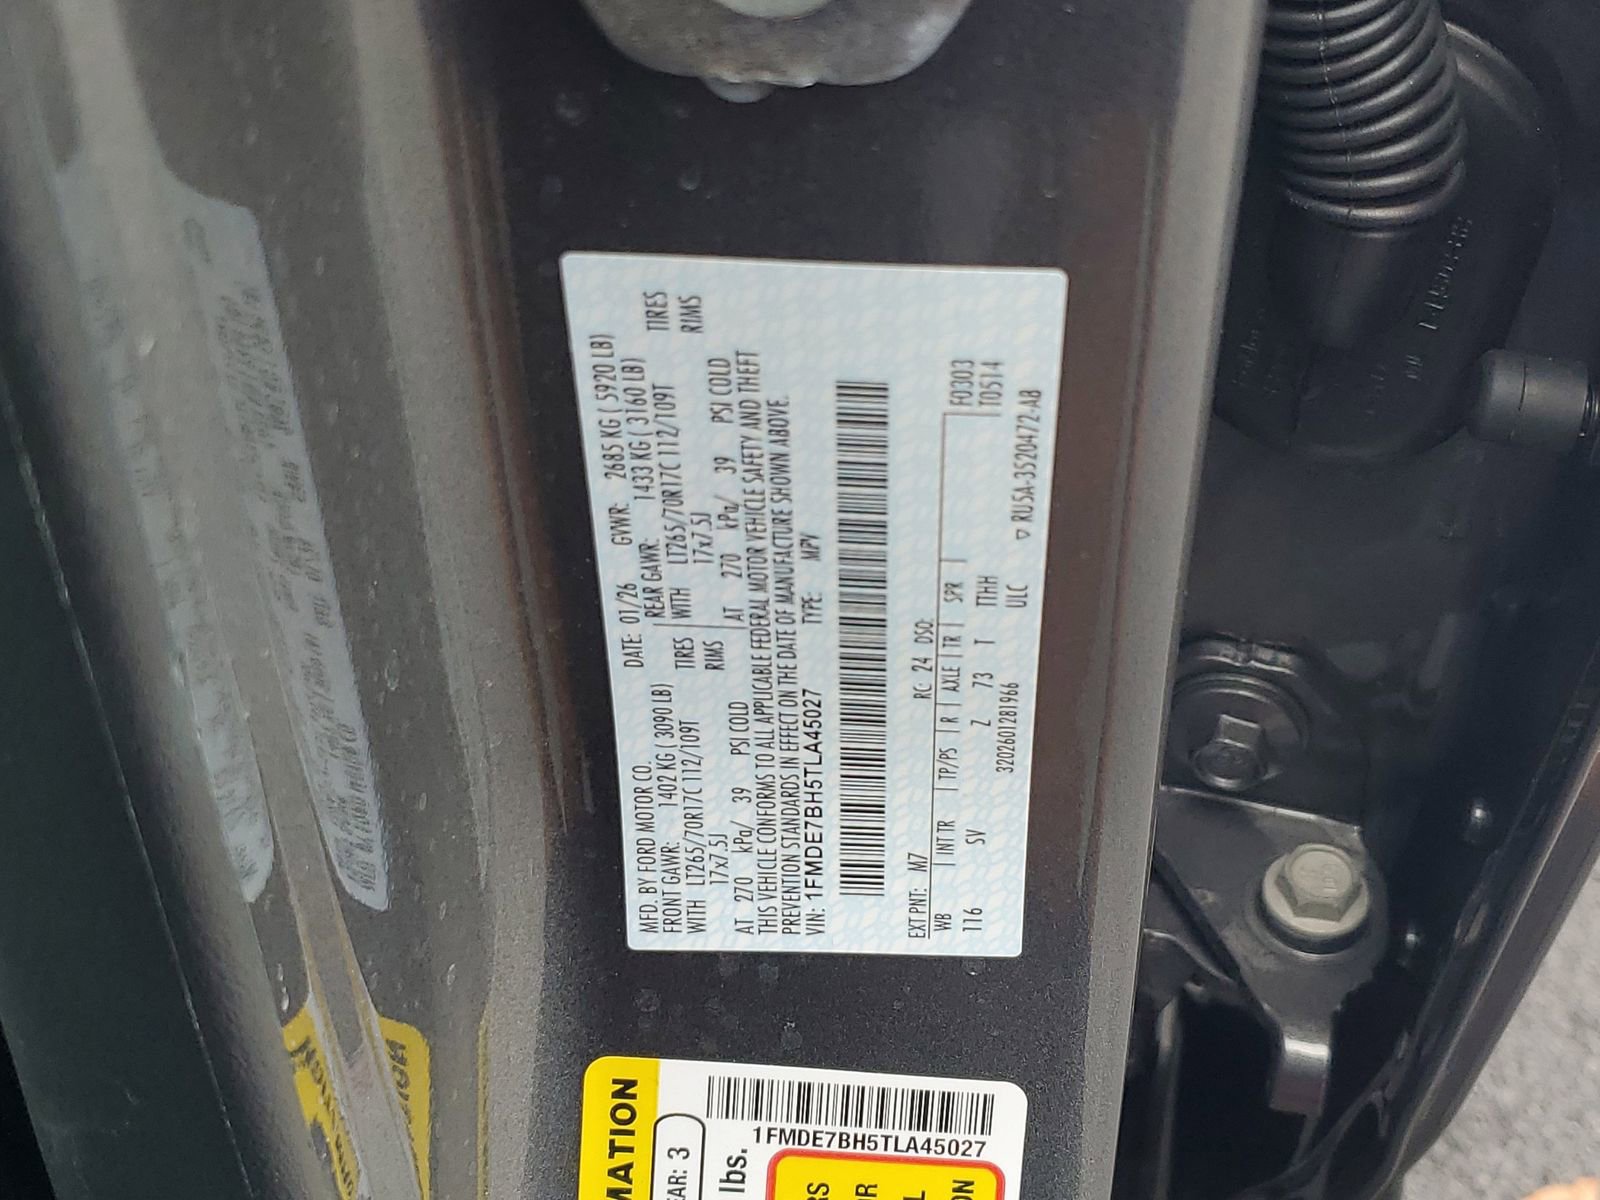 MFD. BY FORD MOTOR CO. DATE: 01/26 GVWR: 2685 KG ( 5920 LB)
FRONT GAWR: 1402 KG ( 3090 LB) REAR GAWR: 1433 KG ( 3160 LB)
WITH LT265/70R17C 112/109T TIRES WITH LT265/70R17C 112/109T TIRES
17x7.5J RIMS 17x7.5J RIMS
AT 270 kPa/ 39 PSI COLD AT 270 kPa/ 39 PSI COLD
THIS VEHICLE CONFORMS TO ALL APPLICABLE FEDERAL MOTOR VEHICLE SAFETY AND THEFT
PREVENTION STANDARDS IN EFFECT ON THE DATE OF MANUFACTURE SHOWN ABOVE.
VIN: 1FMDE7BH5TLA45027 TYPE: MPV
EXT PNT: M7 RC: 24 DSO:
WB INT TR TP/PS R AXLE TR SPR F0303
116 SV Z 73 T TTHH T0514
3202601281966 ULC
RU5A-3520472-AB
MATION
EAR: 3
lbs.
1FMDE7BH5TLA45027
RS
OR
L
ON